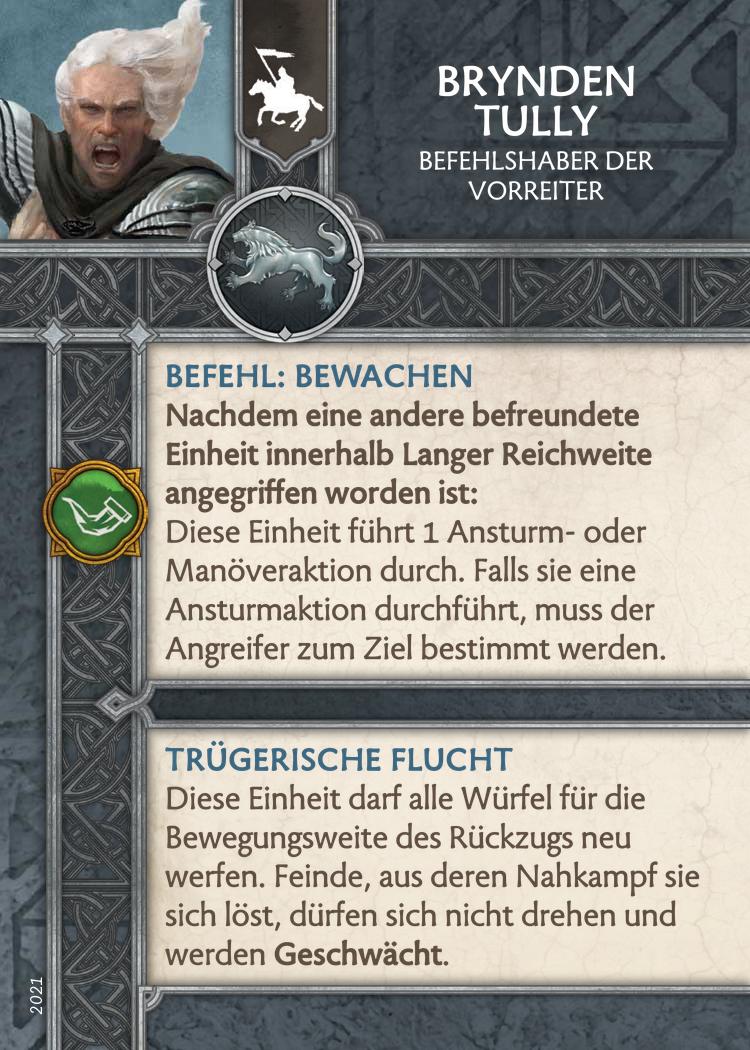 BRYNDEN
TULLY
BEFEHLSHABER DER
VORREITER
BEFEHL: BEWACHEN
Nachdem eine andere befreundete
Einheit innerhalb Langer Reichweite
angegriffen worden ist:
Diese Einheit führt 1 Ansturm- oder
Manöveraktion durch. Falls sie eine
Ansturmaktion durchführt, muss der
Angreifer zum Ziel bestimmt werden.
TRÜGERISCHE FLUCHT
Diese Einheit darf alle Würfel für die
Bewegungsweite des Rückzugs neu
werfen. Feinde, aus deren Nahkampf sie
sich löst, dürfen sich nicht drehen und
werden Geschwächt.
2021